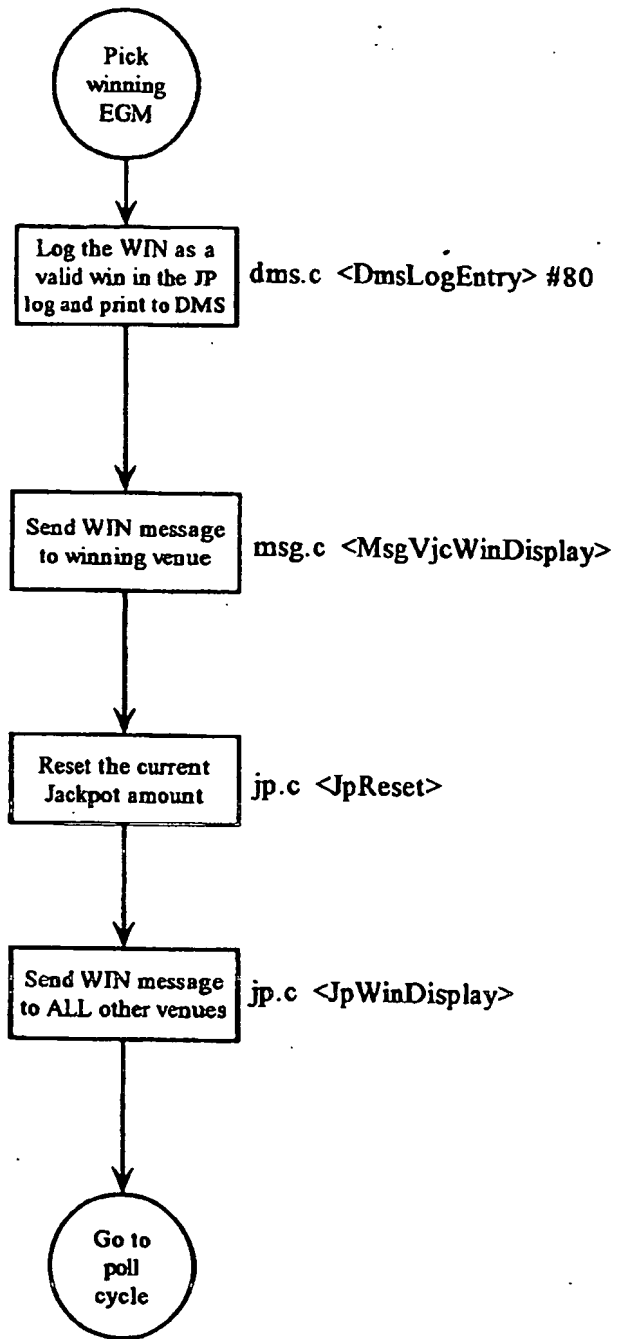 Pick
winning
EGM
Log the WIN as a
valid win in the JP
log and print to DMS
dms.c <DmsLogEntry> #80
Send WIN message
to winning venue
msg.c <MsgVjcWinDisplay>
Reset the current
Jackpot amount
jp.c <JpReset>
Send WIN message
to ALL other venues
jp.c <JpWinDisplay>
Go to
poll
cycle